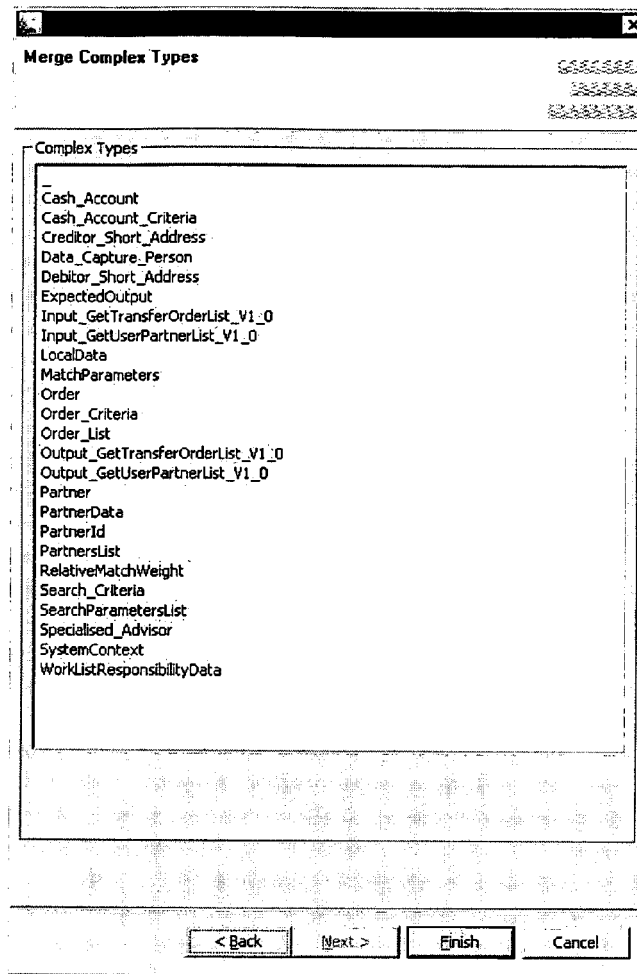 Merge Complex Types
Complex Types
_
Cash_Account
Cash_Account_Criteria
Creditor_Short_Address
Data_Capture_Person
Debitor_Short_Address
ExpectedOutput
Input_GetTransferOrderList_V1_0
Input_GetUserPartnerList_V1_0
LocalData
MatchParameters
Order
Order_Criteria
Order_List
Output_GetTransferOrderList_V1_0
Output_GetUserPartnerList_V1_0
Partner
PartnerData
PartnerId
PartnersList
RelativeMatchWeight
Search_Criteria
SearchParametersList
Specialised_Advisor
SystemContext
WorkListResponsibilityData
< Back Next > Finish Cancel